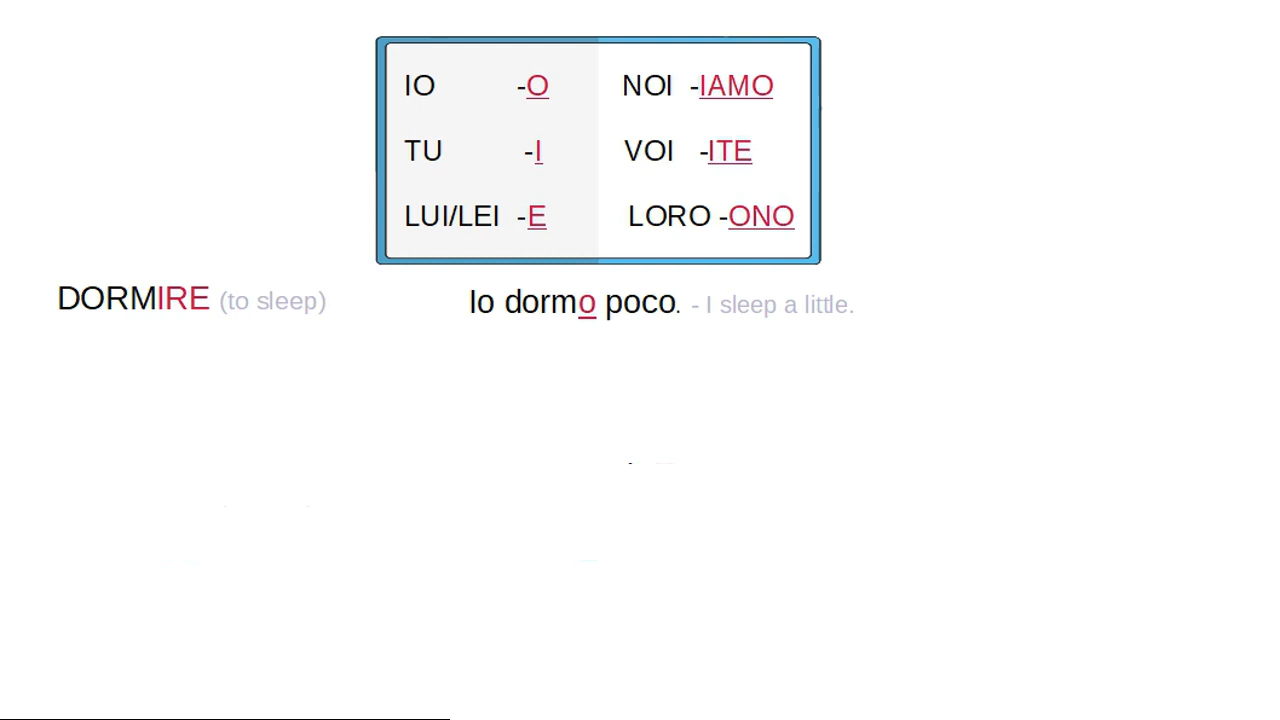 IO -O NOI -IAMO
TU -I VOI -ITE
LUI/LEI -E LORO -ONO
DORMIRE (to sleep) Io dormo poco. - I sleep a little.